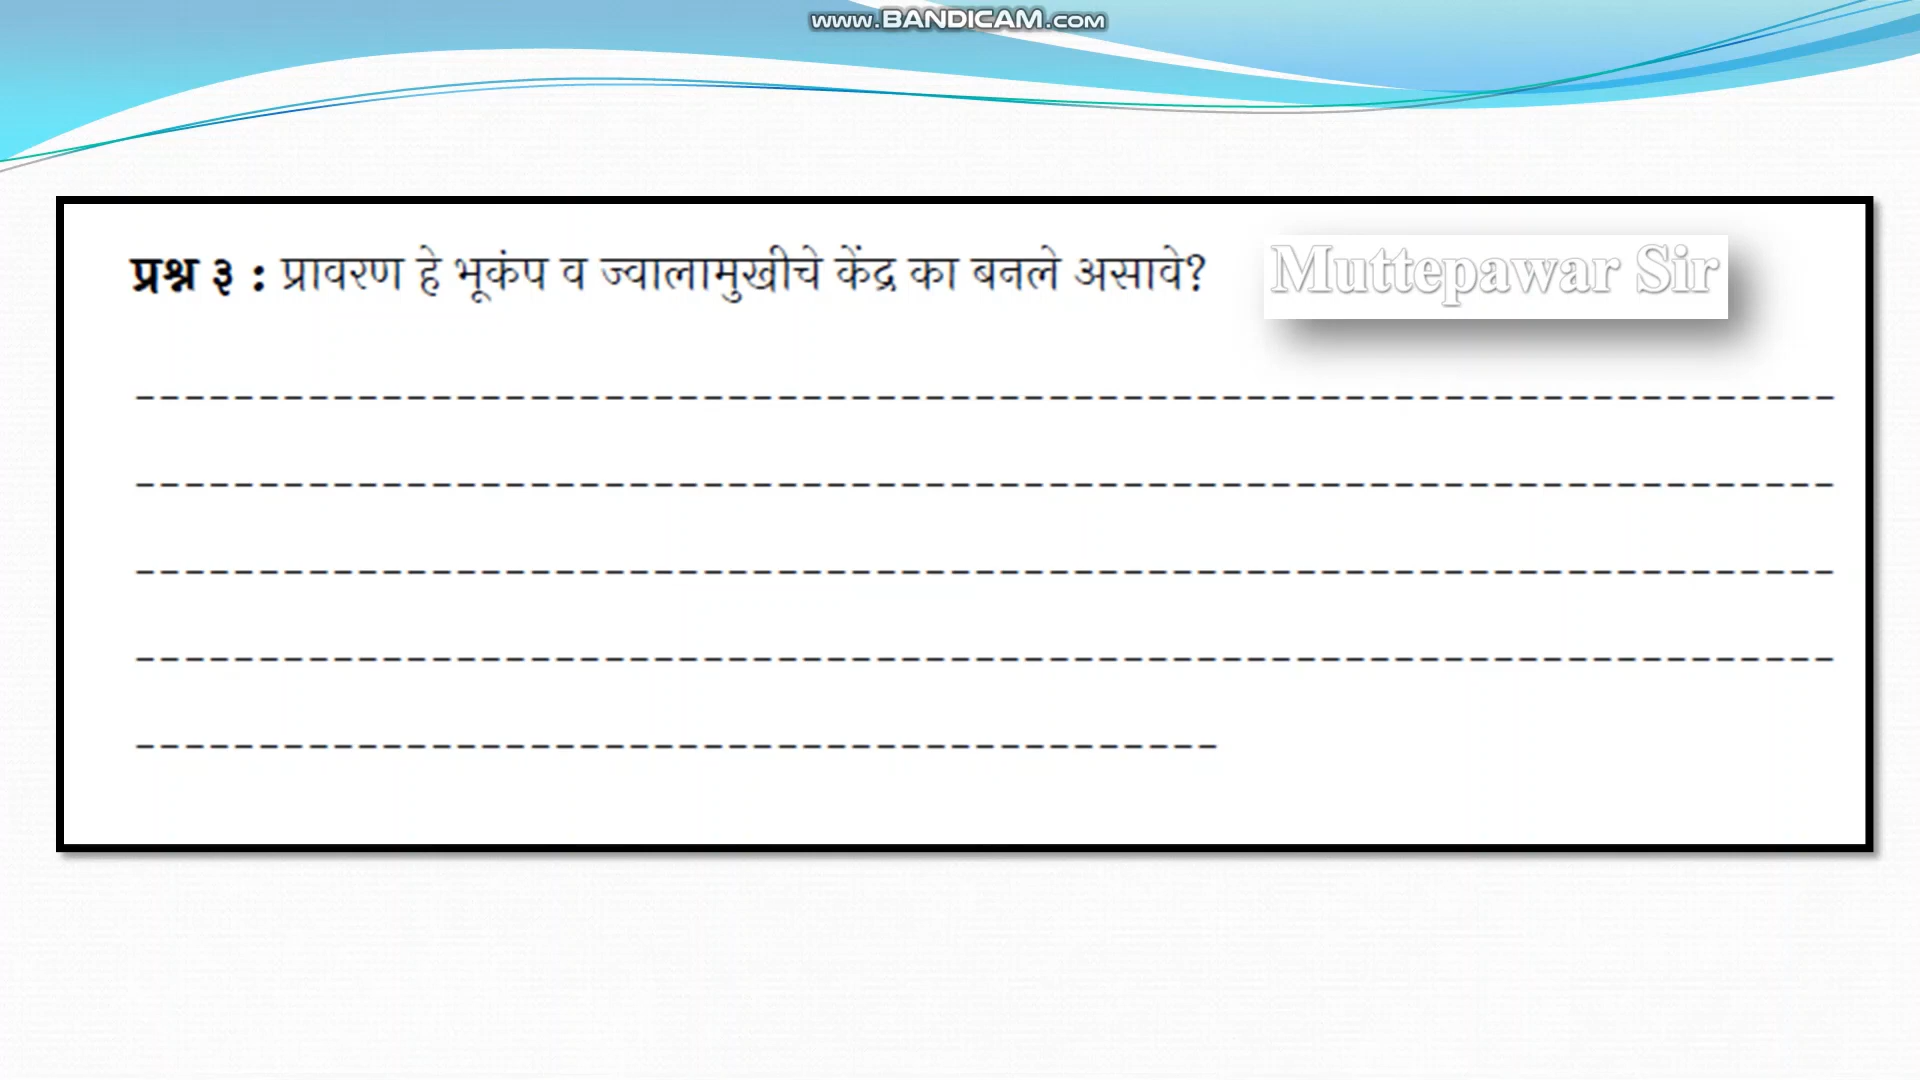 www.BANDICAM.com
प्रश्न ३ : प्रावरण हे भूकंप व ज्वालामुखीचे केंद्र का बनले असावे?
Muttepawar Sir